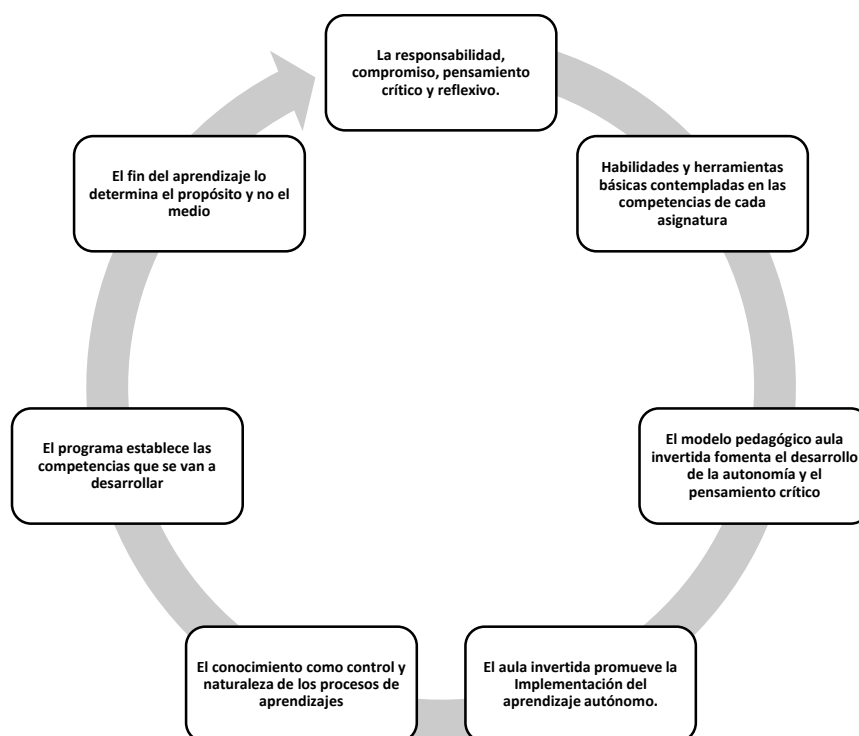 La responsabilidad,
compromiso, pensamiento
crítico y reflexivo.
Habilidades y herramientas
básicas contempladas en las
competencias de cada
asignatura
El modelo pedagógico aula
invertida fomenta el desarrollo
de la autonomía y el
pensamiento crítico
El aula invertida promueve la
Implementación del
aprendizaje autónomo.
El conocimiento como control y
naturaleza de los procesos de
aprendizajes
El programa establece las
competencias que se van a
desarrollar
El fin del aprendizaje lo
determina el propósito y no el
medio